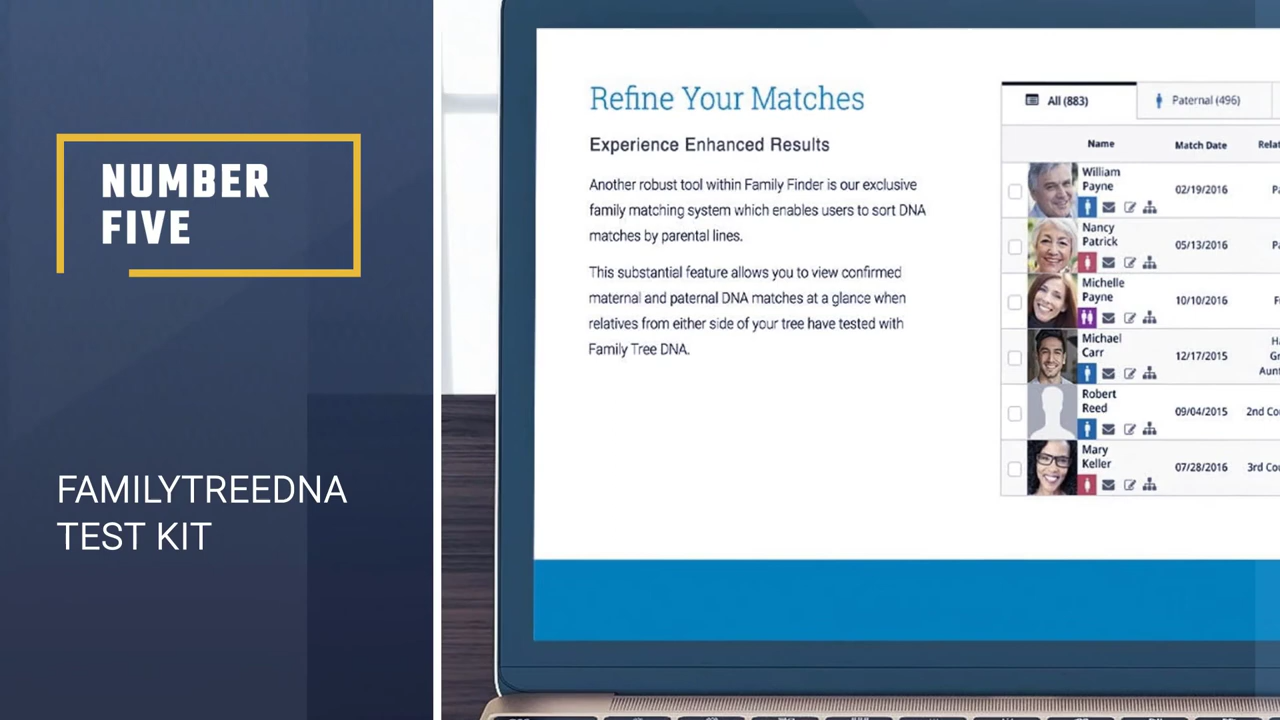 NUMBER
FIVE
FAMILYTREEDNA
TEST KIT
Refine Your Matches
Experience Enhanced Results
Another robust tool within Family Finder is our exclusive
family matching system which enables users to sort DNA
matches by parental lines.
This substantial feature allows you to view confirmed
maternal and paternal DNA matches at a glance when
relatives from either side of your tree have tested with
Family Tree DNA.
All (883)
Paternal (496)
Name
Match Date
William
Payne
02/19/2016
Nancy
Patrick
05/13/2016
Michelle
Payne
10/10/2016
Michael
Carr
12/17/2015
Robert
Reed
09/04/2015
2nd
Mary
Keller
07/28/2016
3rd